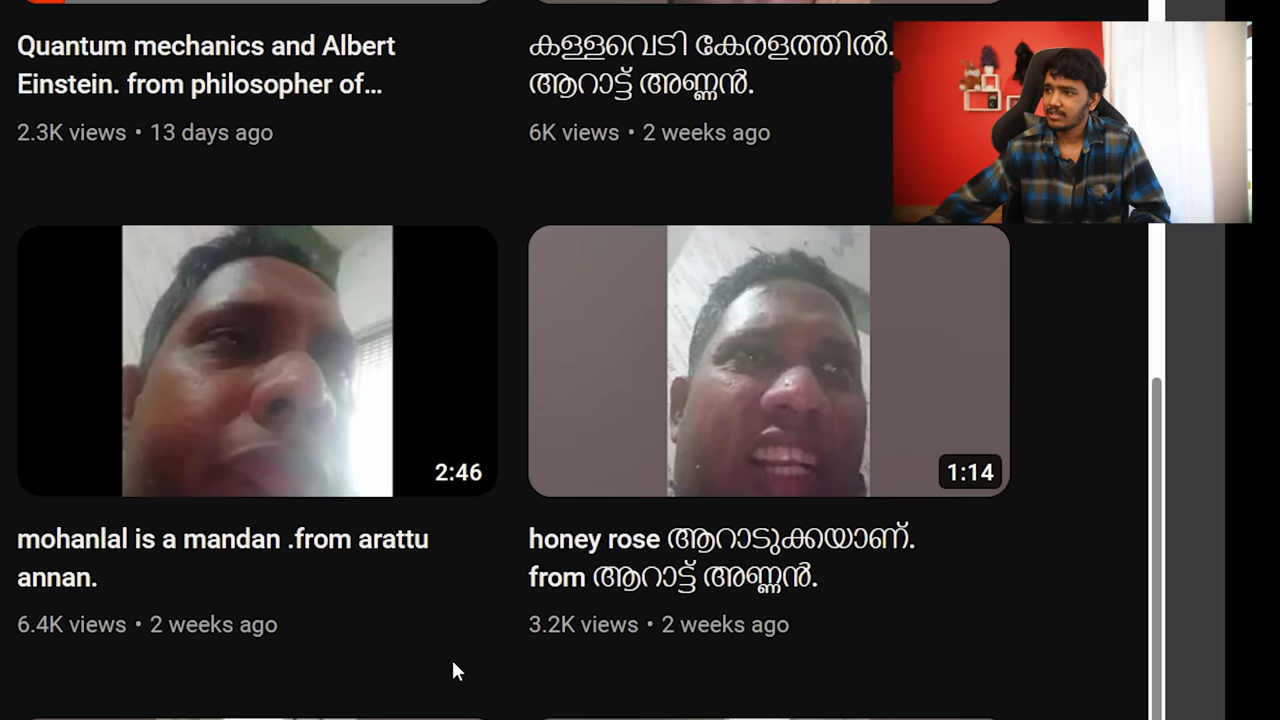 Quantum mechanics and Albert
Einstein. from philosopher of...
2.3K views • 13 days ago
കള്ളവെടി കേരളത്തിൽ.
ആറാട്ട് അണ്ണൻ.
6K views • 2 weeks ago
2:46
mohanlal is a mandan .from arattu
annan.
6.4K views • 2 weeks ago
1:14
honey rose ആറാടുക്കയാണ്.
from ആറാട്ട് അണ്ണൻ.
3.2K views • 2 weeks ago